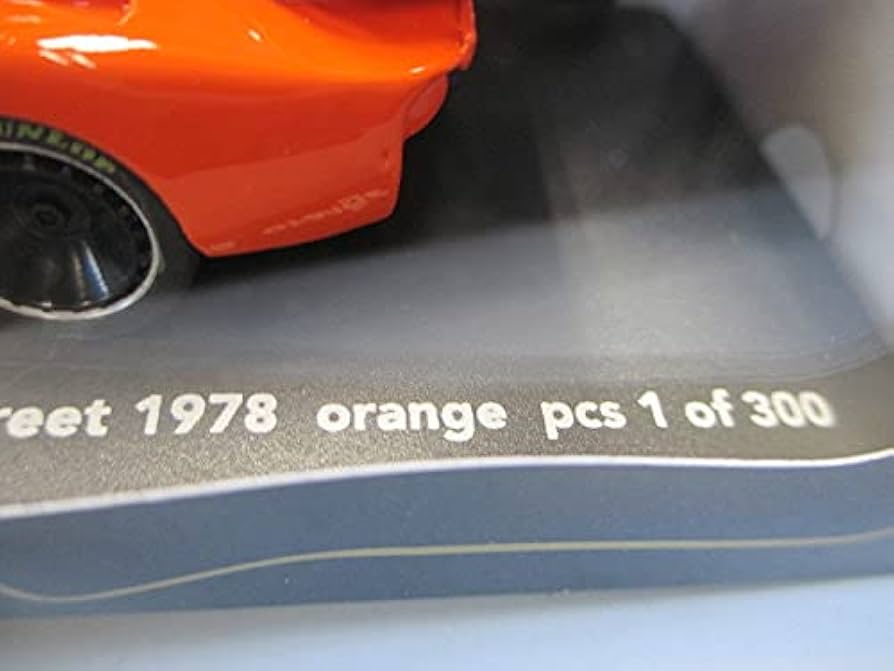 reet 1978 orange pcs 1 of 300